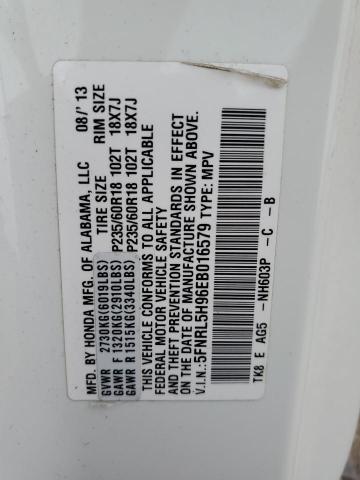 MFD. BY HONDA MFG. OF ALABAMA, LLC 08/'13
TIRE SIZE RIM SIZE
GVWR 2730KG(6019LBS)
GAWR F 1320KG(2910LBS) P235/60R18 102T 18X7J
GAWR R 1515KG(3340LBS) P235/60R18 102T 18X7J
THIS VEHICLE CONFORMS TO ALL APPLICABLE
FEDERAL MOTOR VEHICLE SAFETY
AND THEFT PREVENTION STANDARDS IN EFFECT
ON THE DATE OF MANUFACTURE SHOWN ABOVE.
V.I.N.: 5FNRL5H96EB016579 TYPE: MPV
TK8 E AG5 -NH603P - C - B